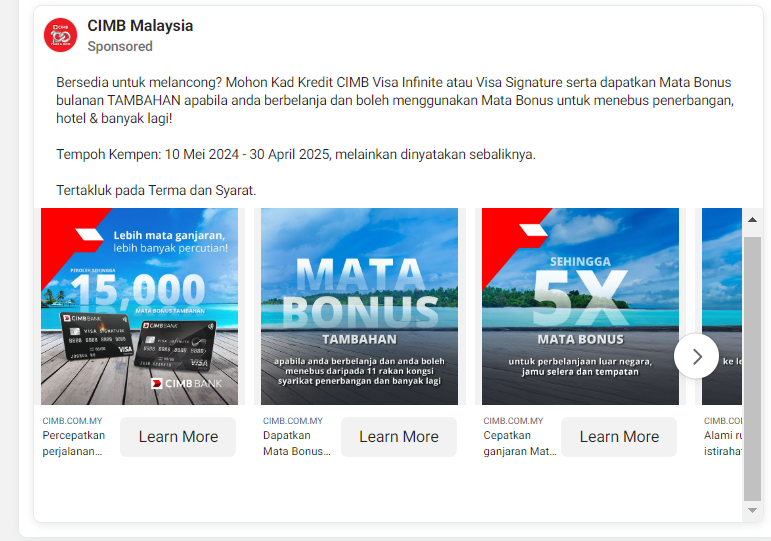 CIMB
CIMB Malaysia
Sponsored
Bersedia untuk melancong? Mohon Kad Kredit CIMB Visa Infinite atau Visa Signature serta dapatkan Mata Bonus
bulanan TAMBAHAN apabila anda berbelanja dan boleh menggunakan Mata Bonus untuk menebus penerbangan,
hotel & banyak lagi!
Tempoh Kempen: 10 Mei 2024 - 30 April 2025, melainkan dinyatakan sebaliknya.
Tertakluk pada Terma dan Syarat.
Lebih mata ganjaran,
lebih banyak percutian!
PEROLEH SEHINGGA
15,000
MATA BONUS TAMBAHAN
CIMB BANK
VISA SIGNATURE
VISA
CIMB BANK
VISA INFINITE
VISA
CIMB BANK
MATA
BONUS
TAMBAHAN
apabila anda berbelanja dan anda boleh
menebus daripada 11 rakan kongsi
syarikat penerbangan dan banyak lagi
SEHINGGA
5X
MATA BONUS
untuk perbelanjaan luar negara,
jamu selera dan tempatan
ke le
CIMB.COM.MY
Percepatkan
perjalanan...
Learn More
CIMB.COM.MY
Dapatkan
Mata Bonus...
Learn More
CIMB.COM.MY
Cepatkan
ganjaran Mat...
Learn More
CIMB.CO
Alami ru
istiraha